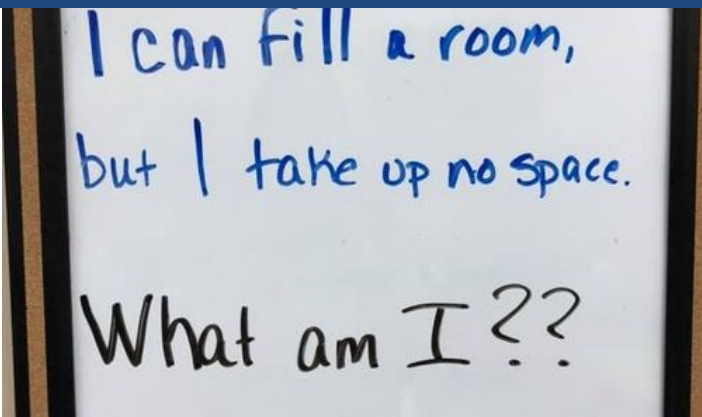 I can fill a room,
but I take up no space.
What am I??